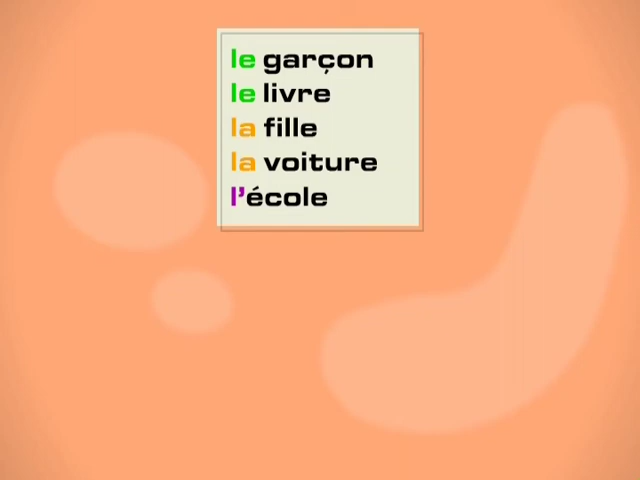 le garçon
le livre
la fille
la voiture
l’école